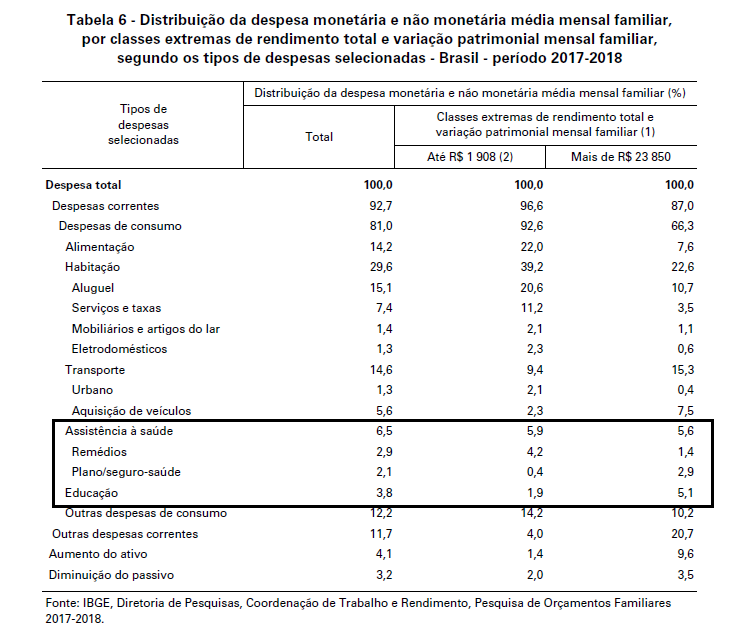 Tabela 6 - Distribuição da despesa monetária e não monetária média mensal familiar,
por classes extremas de rendimento total e variação patrimonial mensal familiar,
segundo os tipos de despesas selecionadas - Brasil - período 2017-2018
Tipos de
despesas
selecionadas
Distribuição da despesa monetária e não monetária média mensal familiar (%)
Total
Classes extremas de rendimento total e
variação patrimonial mensal familiar (1)
Até R$ 1 908 (2) Mais de R$ 23 850
Despesa total 100,0 100,0 100,0
Despesas correntes 92,7 96,6 87,0
Despesas de consumo 81,0 92,6 66,3
Alimentação 14,2 22,0 7,6
Habitação 29,6 39,2 22,6
Aluguel 15,1 20,6 10,7
Serviços e taxas 7,4 11,2 3,5
Mobiliários e artigos do lar 1,4 2,1 1,1
Eletrodomésticos 1,3 2,3 0,6
Transporte 14,6 9,4 15,3
Urbano 1,3 2,1 0,4
Aquisição de veículos 5,6 2,3 7,5
Assistência à saúde 6,5 5,9 5,6
Remédios 2,9 4,2 1,4
Plano/seguro-saúde 2,1 0,4 2,9
Educação 3,8 1,9 5,1
Outras despesas de consumo 12,2 14,2 10,2
Outras despesas correntes 11,7 4,0 20,7
Aumento do ativo 4,1 1,4 9,6
Diminuição do passivo 3,2 2,0 3,5
Fonte: IBGE, Diretoria de Pesquisas, Coordenação de Trabalho e Rendimento, Pesquisa de Orçamentos Familiares
2017-2018.